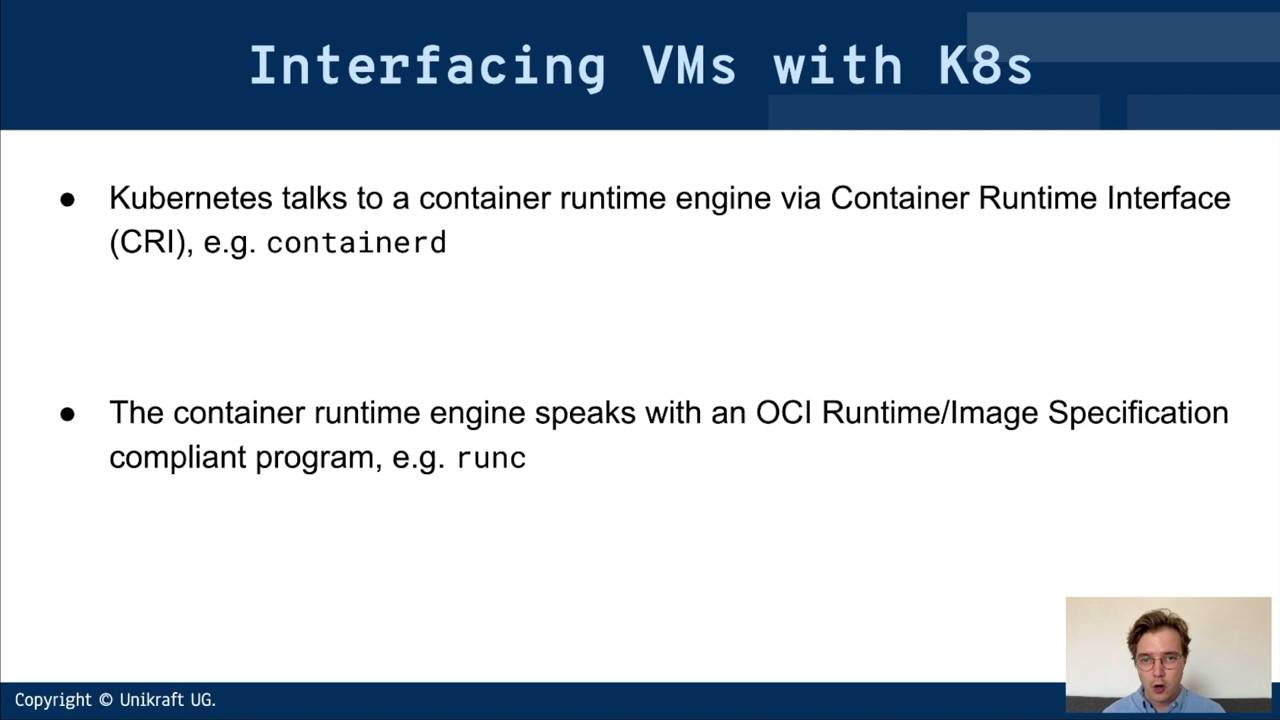 Interfacing VMs with K8s
● Kubernetes talks to a container runtime engine via Container Runtime Interface
(CRI), e.g. containerd
● The container runtime engine speaks with an OCI Runtime/Image Specification
compliant program, e.g. runc
Copyright © Unikraft UG.